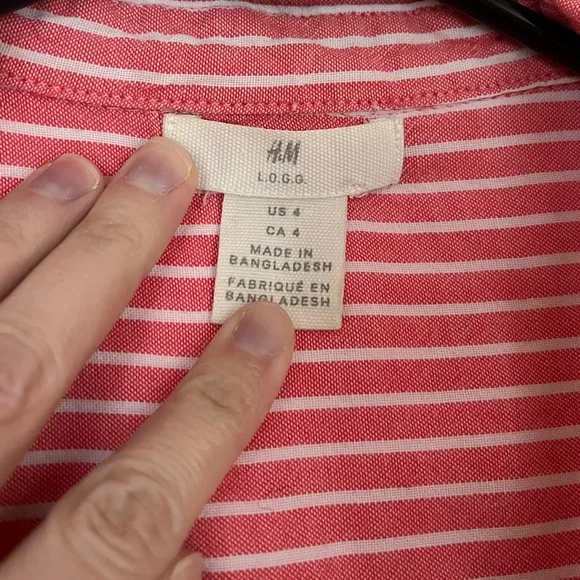 H.M
L.O.G.G.
US 4
CA 4
MADE IN
BANGLADESH
FABRIQUÉ EN
BANGLADESH